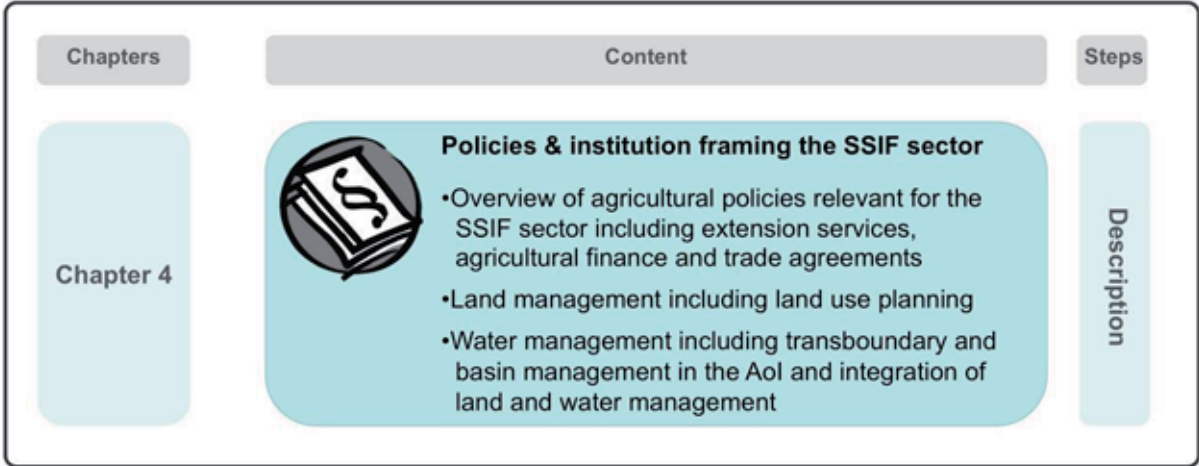 Chapters
Content
Steps
Chapter 4
Policies & institution framing the SSIF sector
•Overview of agricultural policies relevant for the
SSIF sector including extension services,
agricultural finance and trade agreements
•Land management including land use planning
•Water management including transboundary and
basin management in the AoI and integration of
land and water management
Description